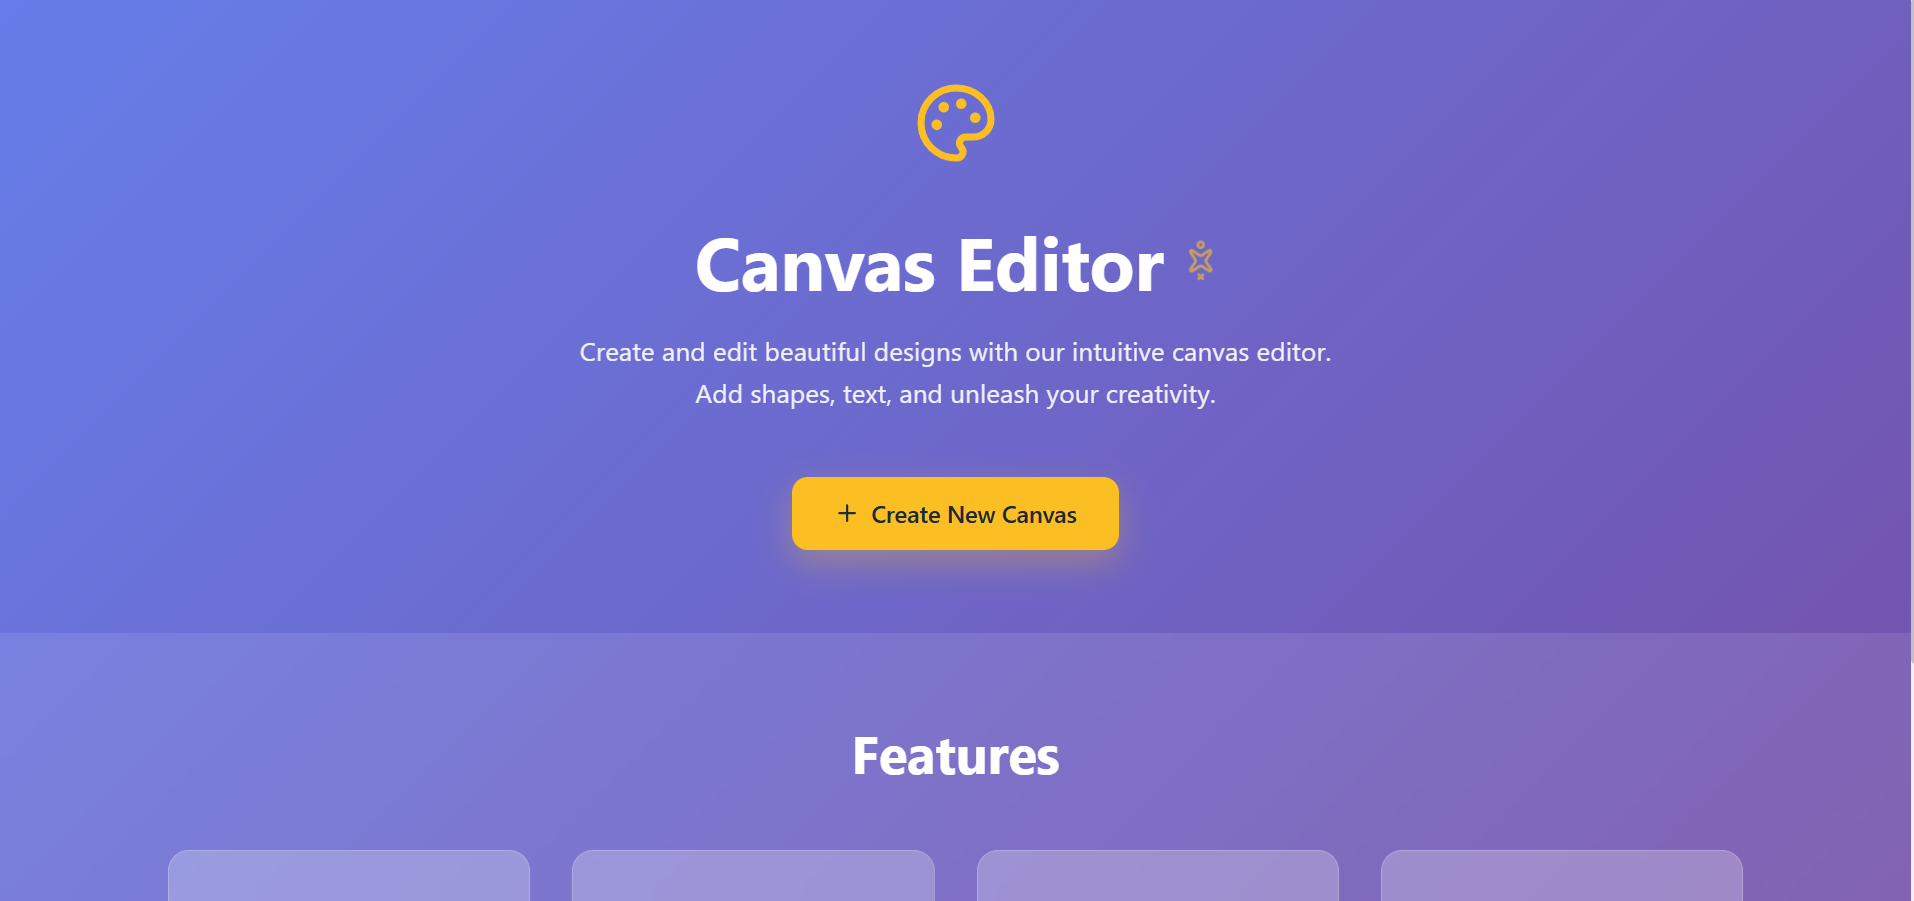 Canvas Editor
Create and edit beautiful designs with our intuitive canvas editor.
Add shapes, text, and unleash your creativity.
Create New Canvas
Features